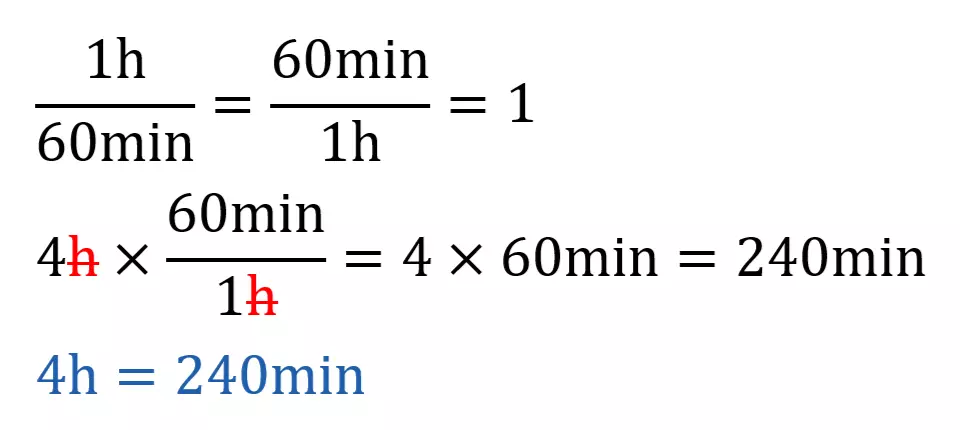 1h/60min = 60min/1h = 1
4h × 60min/1h = 4 × 60min = 240min
4h = 240min